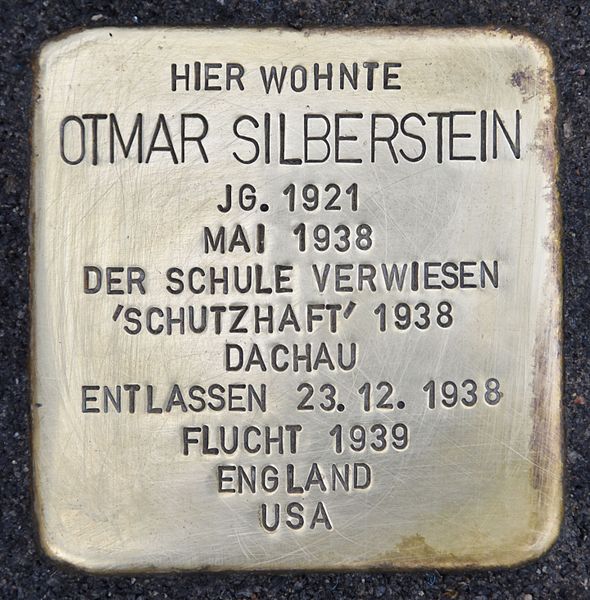 HIER WOHNTE
OTMAR SILBERSTEIN
JG. 1921
MAI 1938
DER SCHULE VERWIESEN
'SCHUTZHAFT' 1938
DACHAU
ENTLASSEN 23.12.1938
FLUCHT 1939
ENGLAND
USA